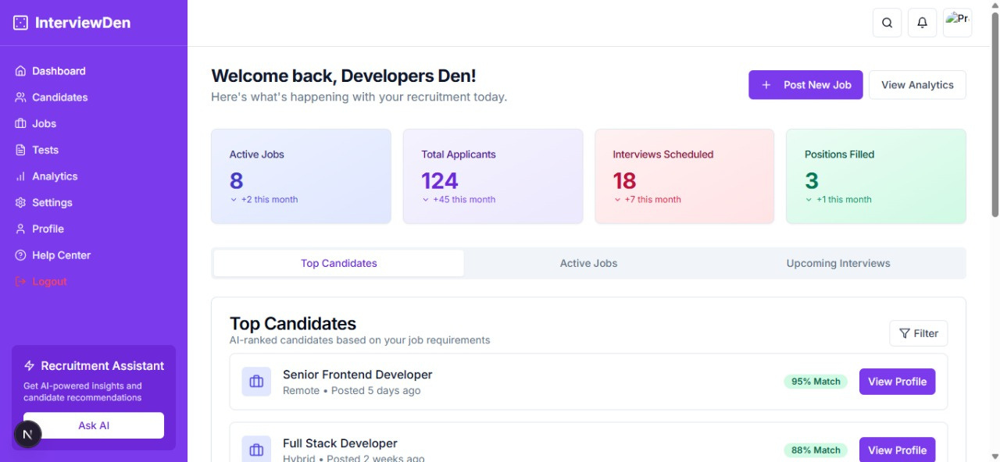 InterviewDen
Pr
Dashboard
Candidates
Jobs
Tests
Analytics
Settings
Profile
Help Center
Logout
Recruitment Assistant
Get AI-powered insights and
candidate recommendations
Ask AI
N
Welcome back, Developers Den!
Here's what's happening with your recruitment today.
+ Post New Job
View Analytics
Active Jobs
8
+2 this month
Total Applicants
124
+45 this month
Interviews Scheduled
18
+7 this month
Positions Filled
3
+1 this month
Top Candidates
Active Jobs
Upcoming Interviews
Top Candidates
AI-ranked candidates based on your job requirements
Filter
Senior Frontend Developer
Remote • Posted 5 days ago
95% Match
View Profile
Full Stack Developer
Hybrid • Posted 2 weeks ago
88% Match
View Profile